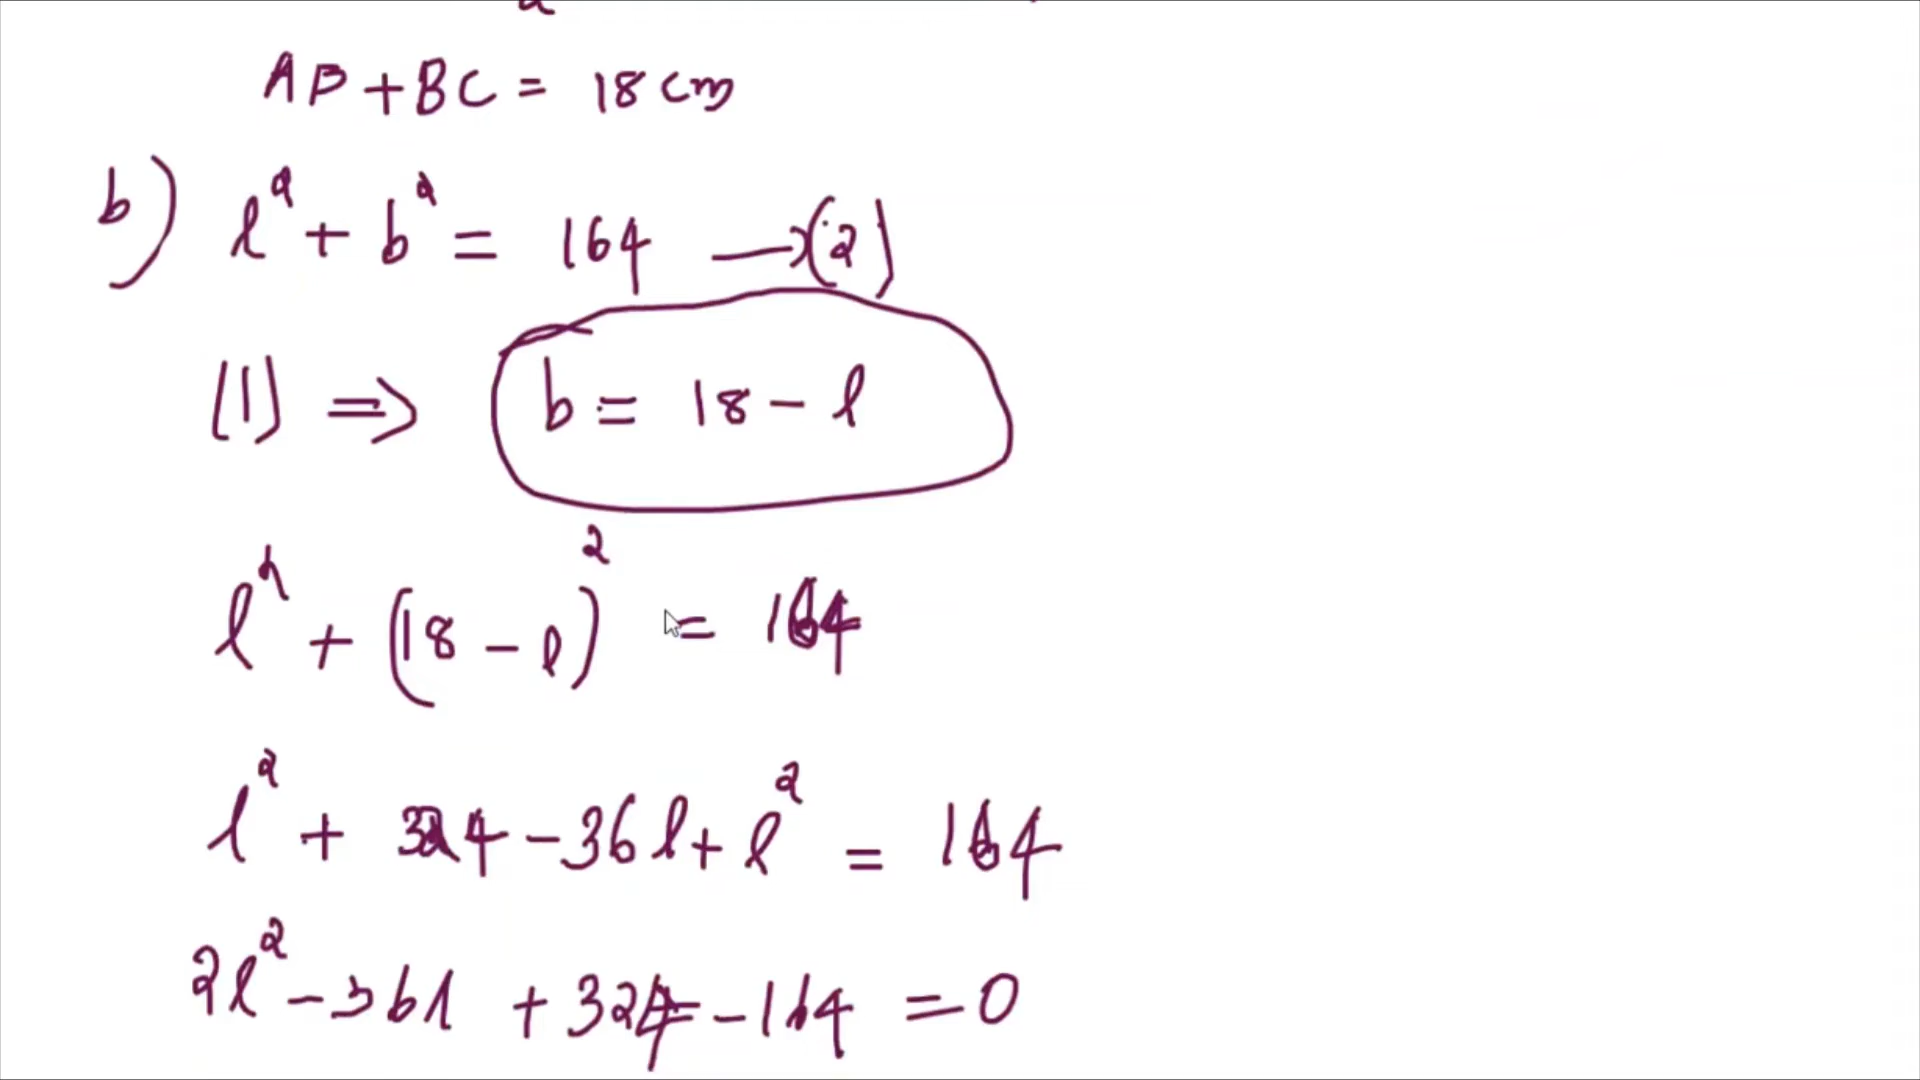 AB + BC = 18 cm
b) l² + b² = 164 → (2)
(1) ⇒ b = 18 - l
l² + (18 - l)² = 164
l² + 324 - 36l + l² = 164
2l² - 36l + 324 - 164 = 0